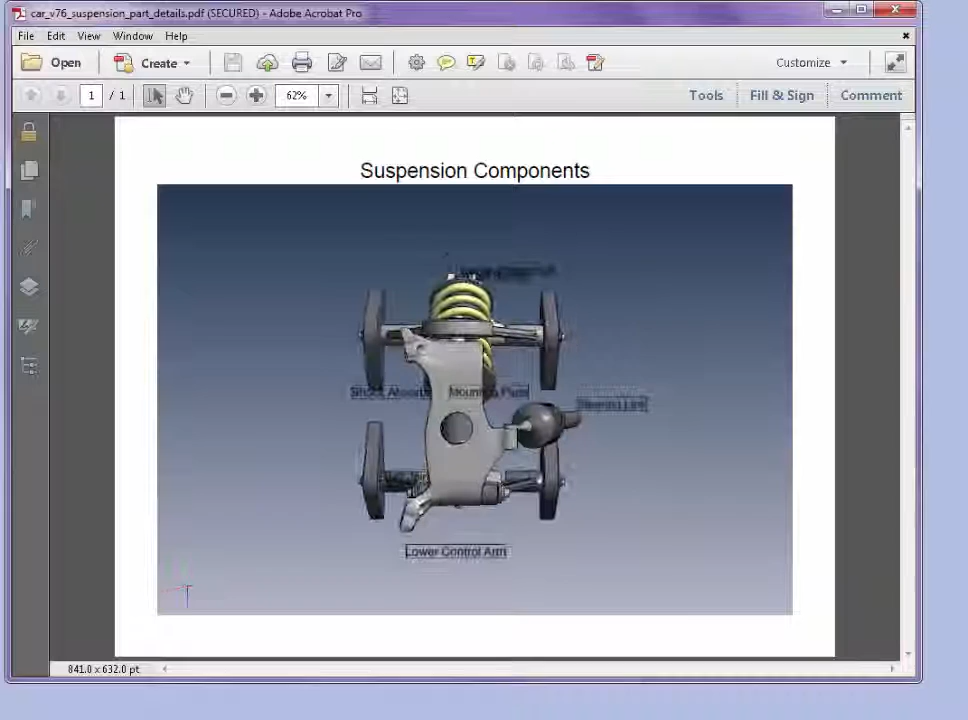 car_v76_suspension_part_details.pdf (SECURED) - Adobe Acrobat Pro
File Edit View Window Help
Open Create Customize
1 / 1 62% Tools Fill & Sign Comment
Suspension Components
Shock
Lower Control Arm
841.0 x 632.0 pt